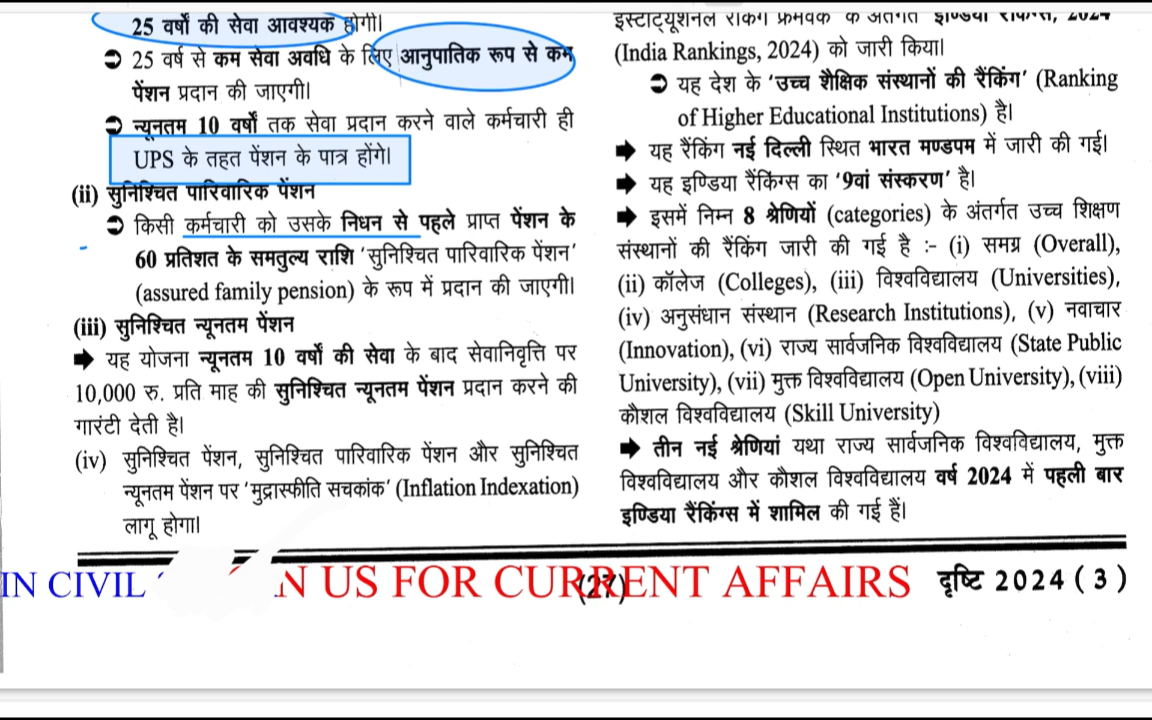 25 वर्षों की सेवा आवश्यक होगी।
➲ 25 वर्ष से कम सेवा अवधि के लिए आनुपातिक रूप से कम
पेंशन प्रदान की जाएगी।
➲ न्यूनतम 10 वर्षों तक सेवा प्रदान करने वाले कर्मचारी ही
UPS के तहत पेंशन के पात्र होंगे।
(ii) सुनिश्चित पारिवारिक पेंशन
➲ किसी कर्मचारी को उसके निधन से पहले प्राप्त पेंशन के
60 प्रतिशत के समतुल्य राशि 'सुनिश्चित पारिवारिक पेंशन'
(assured family pension) के रूप में प्रदान की जाएगी।
(iii) सुनिश्चित न्यूनतम पेंशन
➡ यह योजना न्यूनतम 10 वर्षों की सेवा के बाद सेवानिवृत्ति पर
10,000 रु. प्रति माह की सुनिश्चित न्यूनतम पेंशन प्रदान करने की
गारंटी देती है।
(iv) सुनिश्चित पेंशन, सुनिश्चित पारिवारिक पेंशन और सुनिश्चित
न्यूनतम पेंशन पर 'मुद्रास्फीति सचकांक' (Inflation Indexation)
लागू होगा।
के अंतर्गत इण्डिया रैंकिंग्स, 2024
(India Rankings, 2024) को जारी किया।
➲ यह देश के 'उच्च शैक्षिक संस्थानों की रैंकिंग' (Ranking
of Higher Educational Institutions) है।
➡ यह रैंकिंग नई दिल्ली स्थित भारत मण्डपम में जारी की गई।
➡ यह इण्डिया रैंकिंग्स का '9वां संस्करण' है।
➡ इसमें निम्न 8 श्रेणियों (categories) के अंतर्गत उच्च शिक्षण
संस्थानों की रैंकिंग जारी की गई है :- (i) समग्र (Overall),
(ii) कॉलेज (Colleges), (iii) विश्वविद्यालय (Universities),
(iv) अनुसंधान संस्थान (Research Institutions), (v) नवाचार
(Innovation), (vi) राज्य सार्वजनिक विश्वविद्यालय (State Public
University), (vii) मुक्त विश्वविद्यालय (Open University), (viii)
कौशल विश्वविद्यालय (Skill University)
➡ तीन नई श्रेणियां यथा राज्य सार्वजनिक विश्वविद्यालय, मुक्त
विश्वविद्यालय और कौशल विश्वविद्यालय वर्ष 2024 में पहली बार
इण्डिया रैंकिंग्स में शामिल की गई हैं।
IN CIVIL N US FOR CURRENT AFFAIRS (27) दृष्टि 2024 ( 3 )